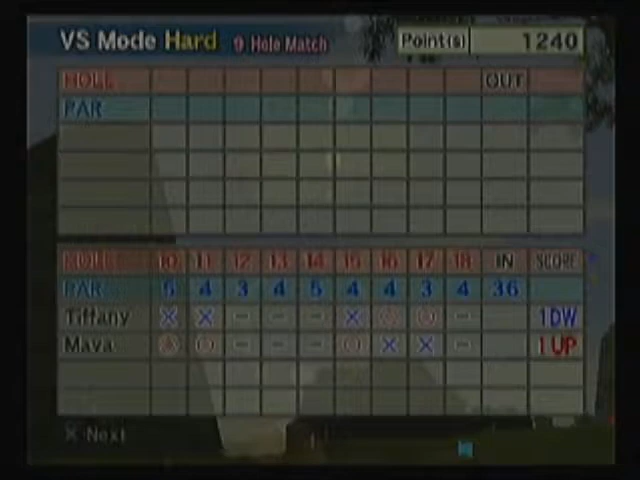 VS Mode Hard 9 Hole Match Point(s) 1240
HOLE OUT
PAR
HOLE 10 11 12 13 14 15 16 17 18 IN SCORE
PAR 5 4 3 4 5 4 4 3 4 36
Tiffany X X - - - X ○ ○ - 1DW
Maya ◎ ○ - - - ○ X X - 1UP
X Next